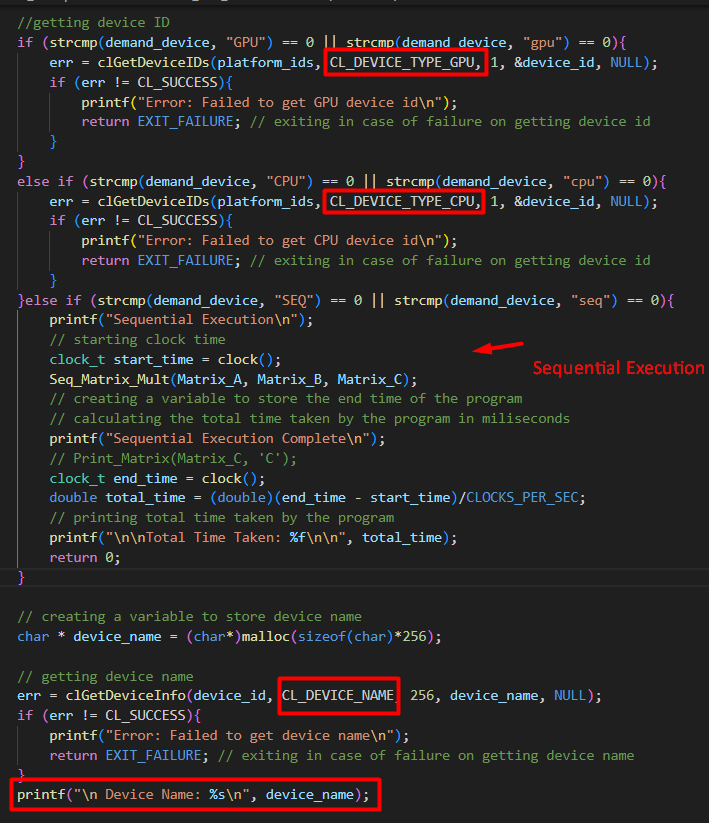 //getting device ID
if (strcmp(demand_device, "GPU") == 0 || strcmp(demand_device, "gpu") == 0){
    err = clGetDeviceIDs(platform_ids, CL_DEVICE_TYPE_GPU, 1, &device_id, NULL);
    if (err != CL_SUCCESS){
        printf("Error: Failed to get GPU device id\n");
        return EXIT_FAILURE; // exiting in case of failure on getting device id
    }
}
else if (strcmp(demand_device, "CPU") == 0 || strcmp(demand_device, "cpu") == 0){
    err = clGetDeviceIDs(platform_ids, CL_DEVICE_TYPE_CPU, 1, &device_id, NULL);
    if (err != CL_SUCCESS){
        printf("Error: Failed to get CPU device id\n");
        return EXIT_FAILURE; // exiting in case of failure on getting device id
    }
}else if (strcmp(demand_device, "SEQ") == 0 || strcmp(demand_device, "seq") == 0){
    printf("Sequential Execution\n");
    // starting clock time
    clock_t start_time = clock();
Sequential Execution
    Seq_Matrix_Mult(Matrix_A, Matrix_B, Matrix_C);
    // creating a variable to store the end time of the program
    // calculating the total time taken by the program in miliseconds
    printf("Sequential Execution Complete\n");
    // Print_Matrix(Matrix_C, 'C');
    clock_t end_time = clock();
    double total_time = (double)(end_time - start_time)/CLOCKS_PER_SEC;
    // printing total time taken by the program
    printf("\n\nTotal Time Taken: %f\n\n", total_time);
    return 0;
}
// creating a variable to store device name
char * device_name = (char*)malloc(sizeof(char)*256);
// getting device name
err = clGetDeviceInfo(device_id, CL_DEVICE_NAME, 256, device_name, NULL);
if (err != CL_SUCCESS){
    printf("Error: Failed to get device name\n");
    return EXIT_FAILURE; // exiting in case of failure on getting device name
}
printf("\n Device Name: %s\n", device_name);